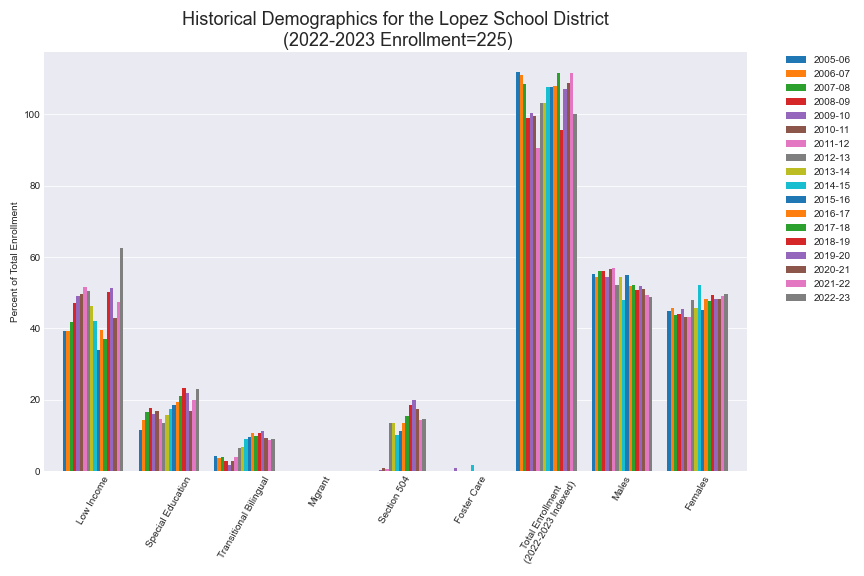 Historical Demographics for the Lopez School District
(2022-2023 Enrollment=225)
Percent of Total Enrollment
100
80
60
40
20
0
Low Income
Special Education
Transitional Bilingual
Migrant
Section 504
Foster Care
Total Enrollment
(2022-2023 Indexed)
Males
Females
2005-06
2006-07
2007-08
2008-09
2009-10
2010-11
2011-12
2012-13
2013-14
2014-15
2015-16
2016-17
2017-18
2018-19
2019-20
2020-21
2021-22
2022-23